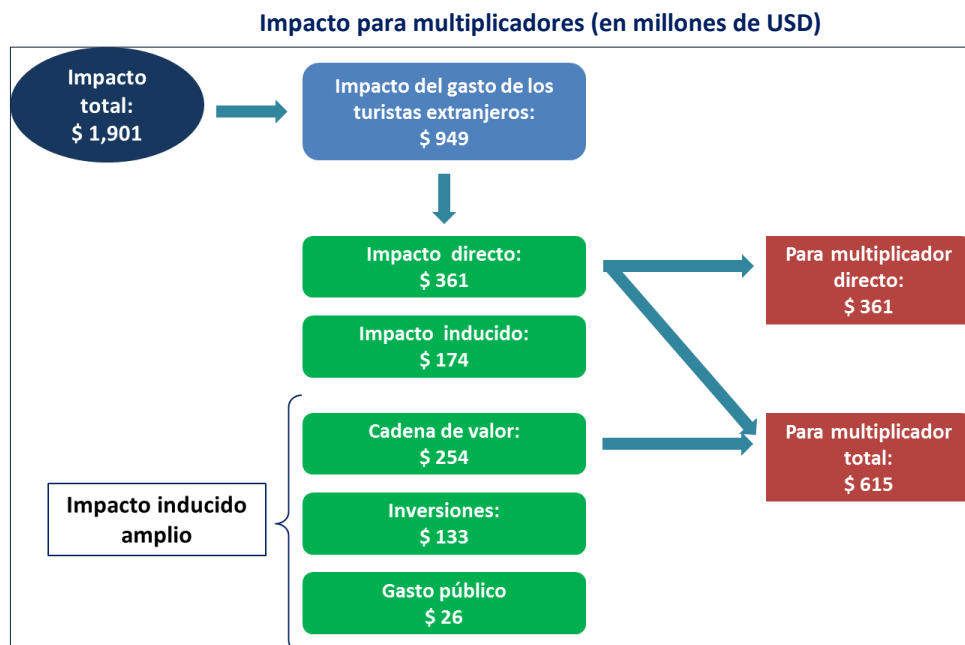 Impacto para multiplicadores (en millones de USD)
Impacto
total:
$ 1,901
Impacto del gasto de los
turistas extranjeros:
$ 949
Impacto directo:
$ 361
Para multiplicador
directo:
$ 361
Impacto inducido:
$ 174
Cadena de valor:
$ 254
Para multiplicador
total:
$ 615
Impacto inducido
amplio
Inversiones:
$ 133
Gasto público
$ 26